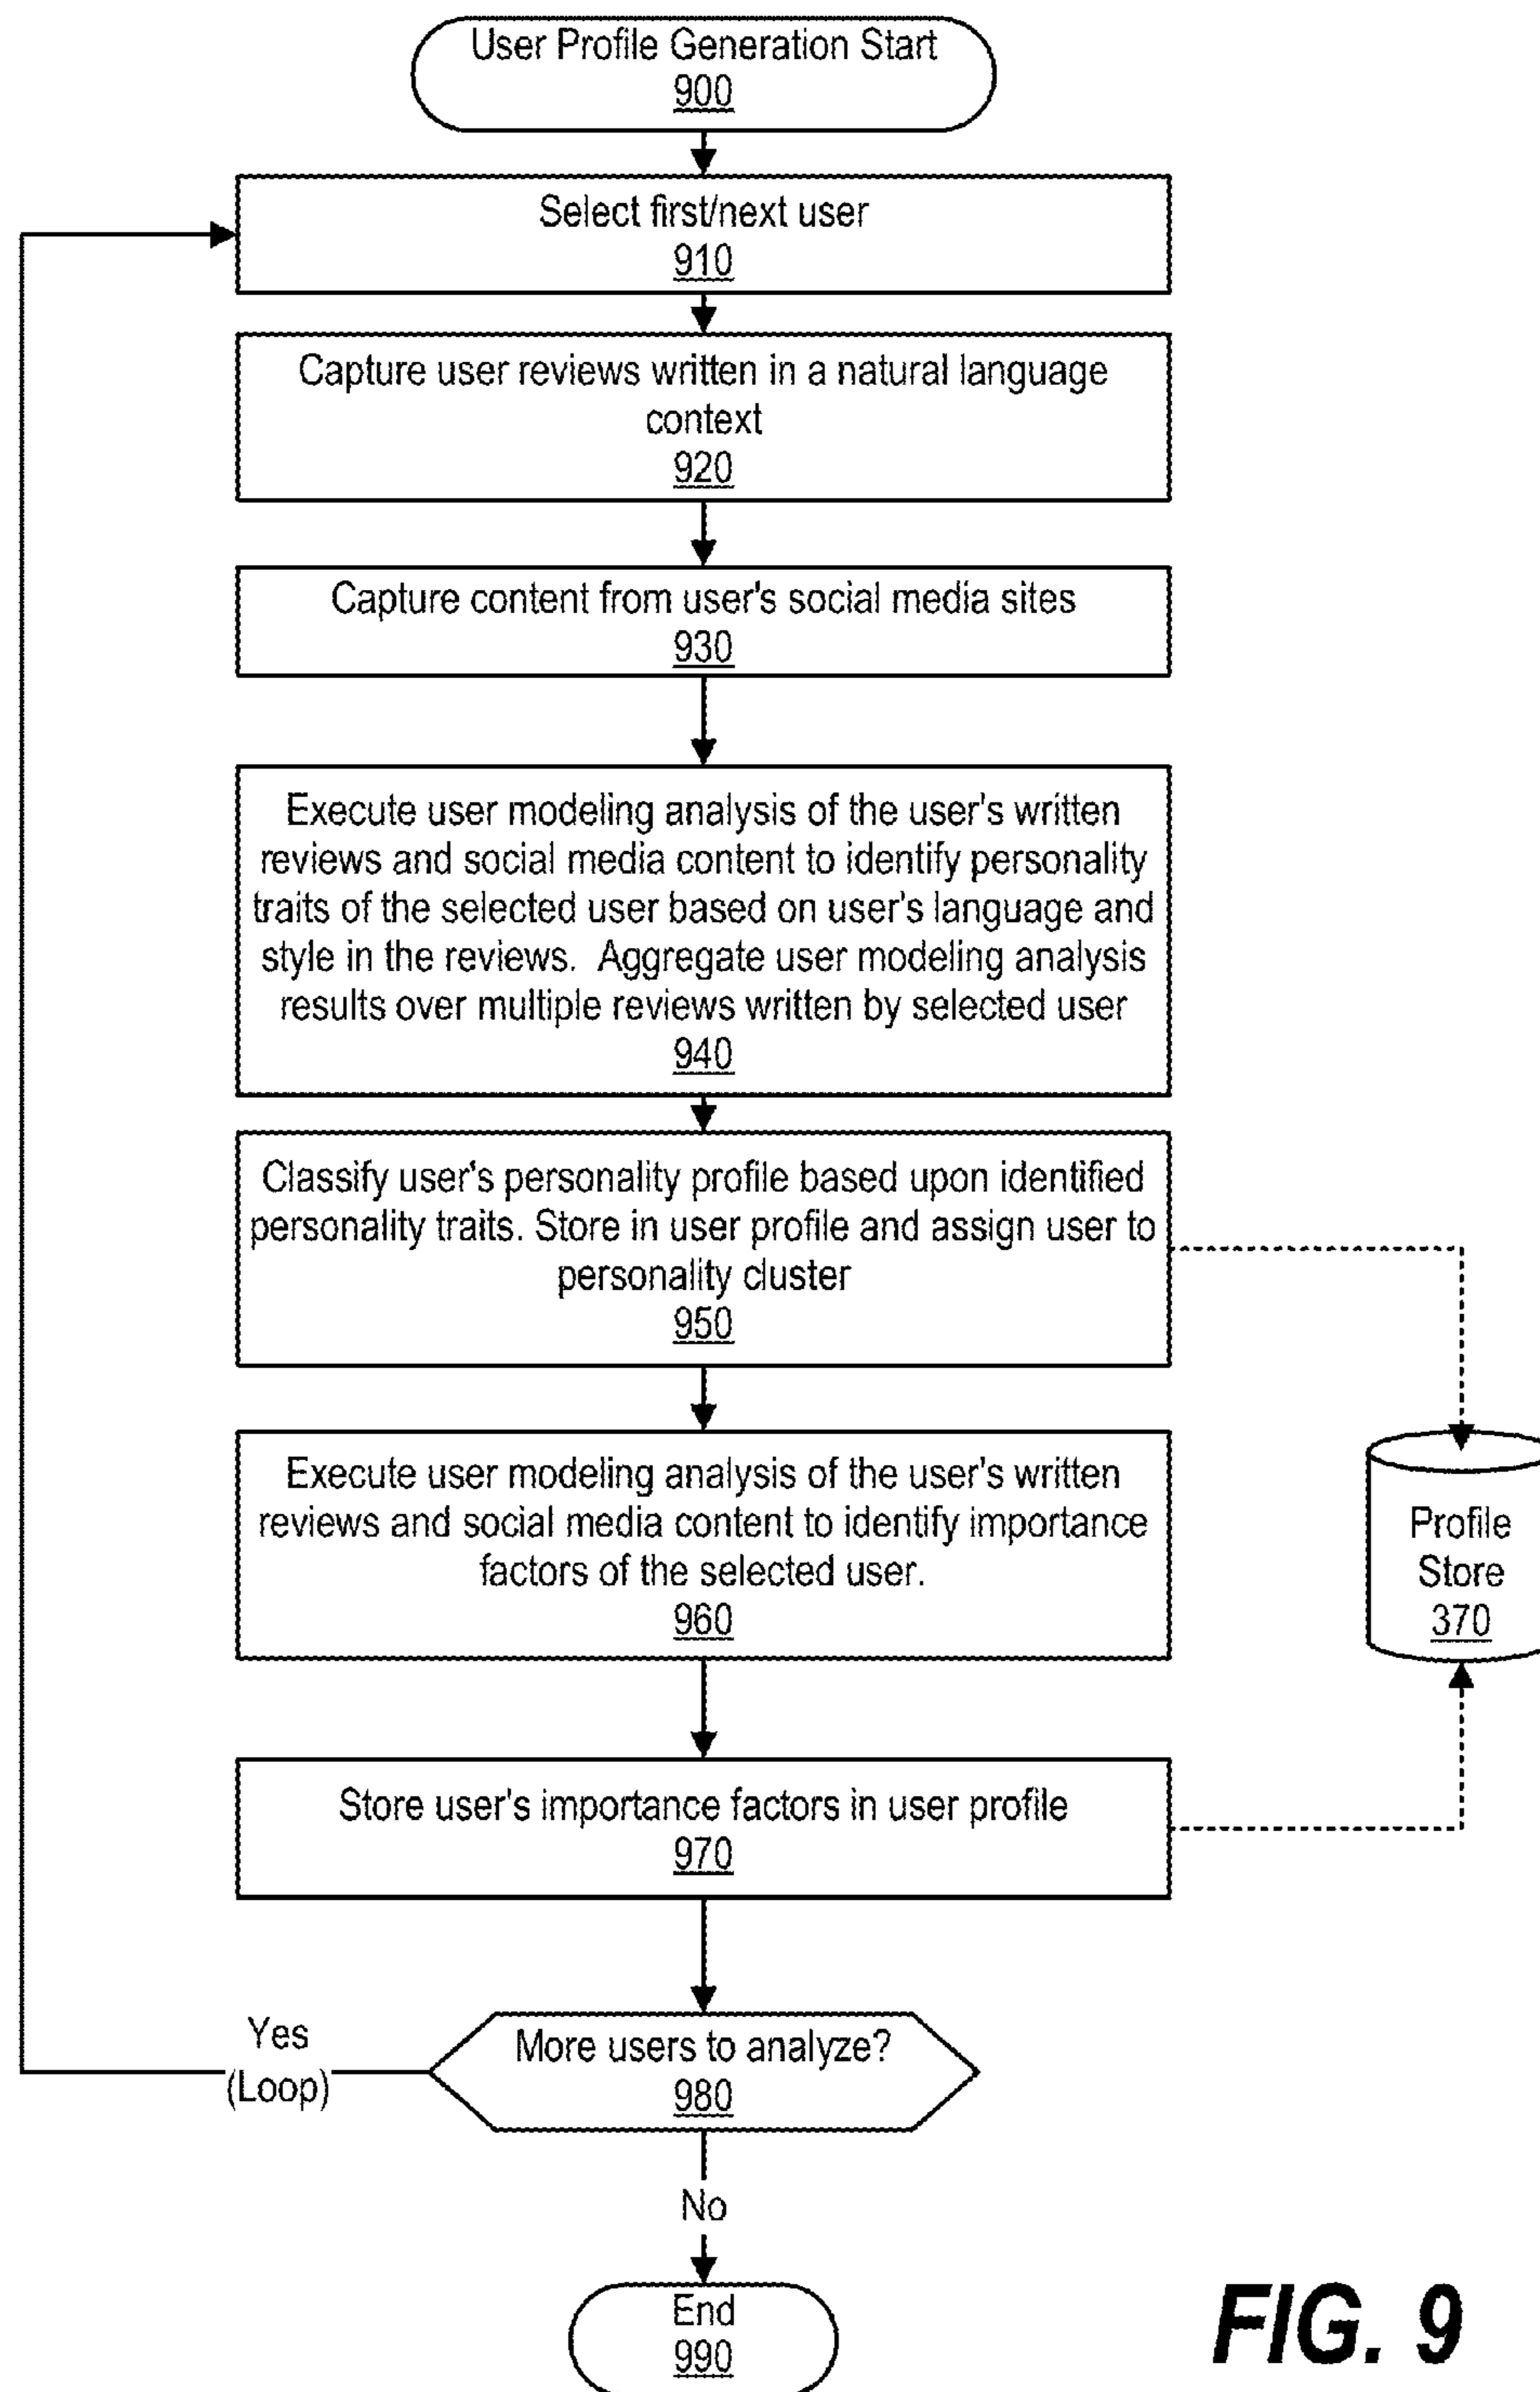 User Profile Generation Start
900
Select first/next user
910
Capture user reviews written in a natural language
context
920
Capture content from user's social media sites
930
Execute user modeling analysis of the user's written
reviews and social media content to identify personality
traits of the selected user based on user's language and
style in the reviews.  Aggregate user modeling analysis
results over multiple reviews written by selected user
940
Classify user's personality profile based upon identified
personality traits. Store in user profile and assign user to
personality cluster
950
Execute user modeling analysis of the user's written
reviews and social media content to identify importance
factors of the selected user.
960
Profile
Store
370
Store user's importance factors in user profile
970
Yes
(Loop)
More users to analyze?
980
No
End
990
FIG. 9